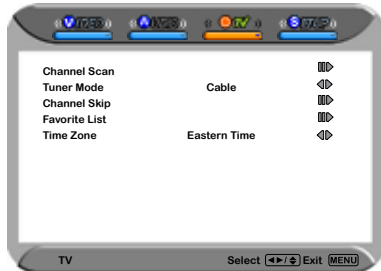 VIDEO AUDIO TV SETUP
Channel Scan
Tuner Mode Cable
Channel Skip
Favorite List
Time Zone Eastern Time
TV Select ◄►/▲▼ Exit MENU